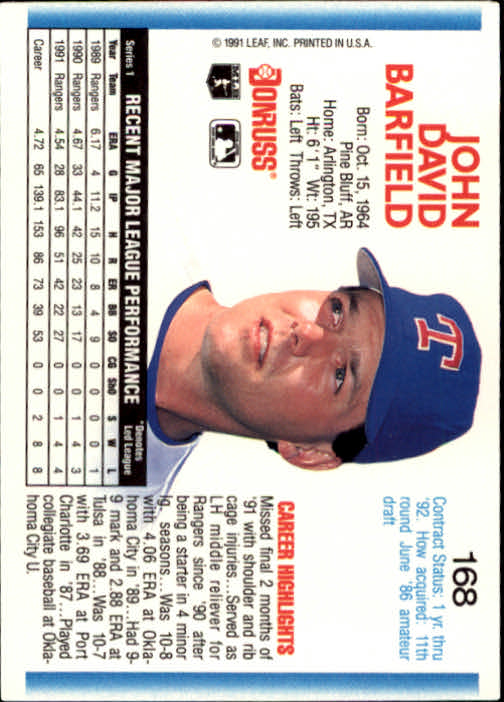 168
JOHN
DAVID
BARFIELD
Born: Oct. 15, 1964
Pine Bluff, AR
Home: Arlington, TX
Ht: 6'1" Wt: 195
Bats: Left Throws: Left
DONRUSS®
© 1991 LEAF, INC. PRINTED IN U.S.A.
Contract Status: 1 yr. thru
'92. How acquired: 11th
round June '86 amateur
draft
CAREER HIGHLIGHTS
Missed final 2 months of
'91 with shoulder and rib
cage injuries...Served as
LH middle reliever for
Rangers since '90 after
being a starter in 4 minor
lg. seasons...Was 10-8
with 4.06 ERA at Okla-
homa City in '89...Had 9-
9 mark and 2.88 ERA at
Tulsa in '88...Was 10-7
with 3.69 ERA at Port
Charlotte in '87...Played
collegiate baseball at Okla-
homa City U.
Series 1 RECENT MAJOR LEAGUE PERFORMANCE *Denotes
Led League
Year Team ERA G IP H R ER BB SO CG ShO S W L
1989 Rangers 6.17 4 11.2 15 10 8 4 9 0 0 0 0 1
1990 Rangers 4.67 33 44.1 42 25 23 13 17 0 0 1 4 3
1991 Rangers 4.54 28 83.1 96 51 42 22 27 0 0 1 4 4
Career 4.72 65 139.1 153 86 73 39 53 0 0 2 8 8
T